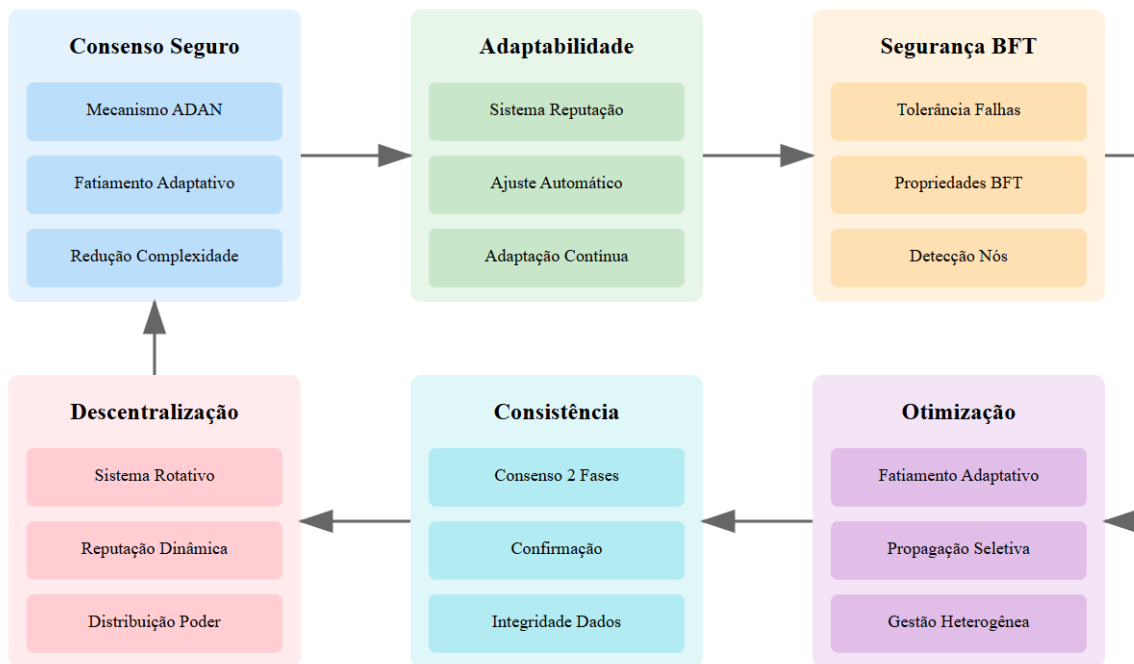 Consenso Seguro
Mecanismo ADAN
Fatiamento Adaptativo
Redução Complexidade
Adaptabilidade
Sistema Reputação
Ajuste Automático
Adaptação Contínua
Segurança BFT
Tolerância Falhas
Propriedades BFT
Detecção Nós
Descentralização
Sistema Rotativo
Reputação Dinâmica
Distribuição Poder
Consistência
Consenso 2 Fases
Confirmação
Integridade Dados
Otimização
Fatiamento Adaptativo
Propagação Seletiva
Gestão Heterogênea